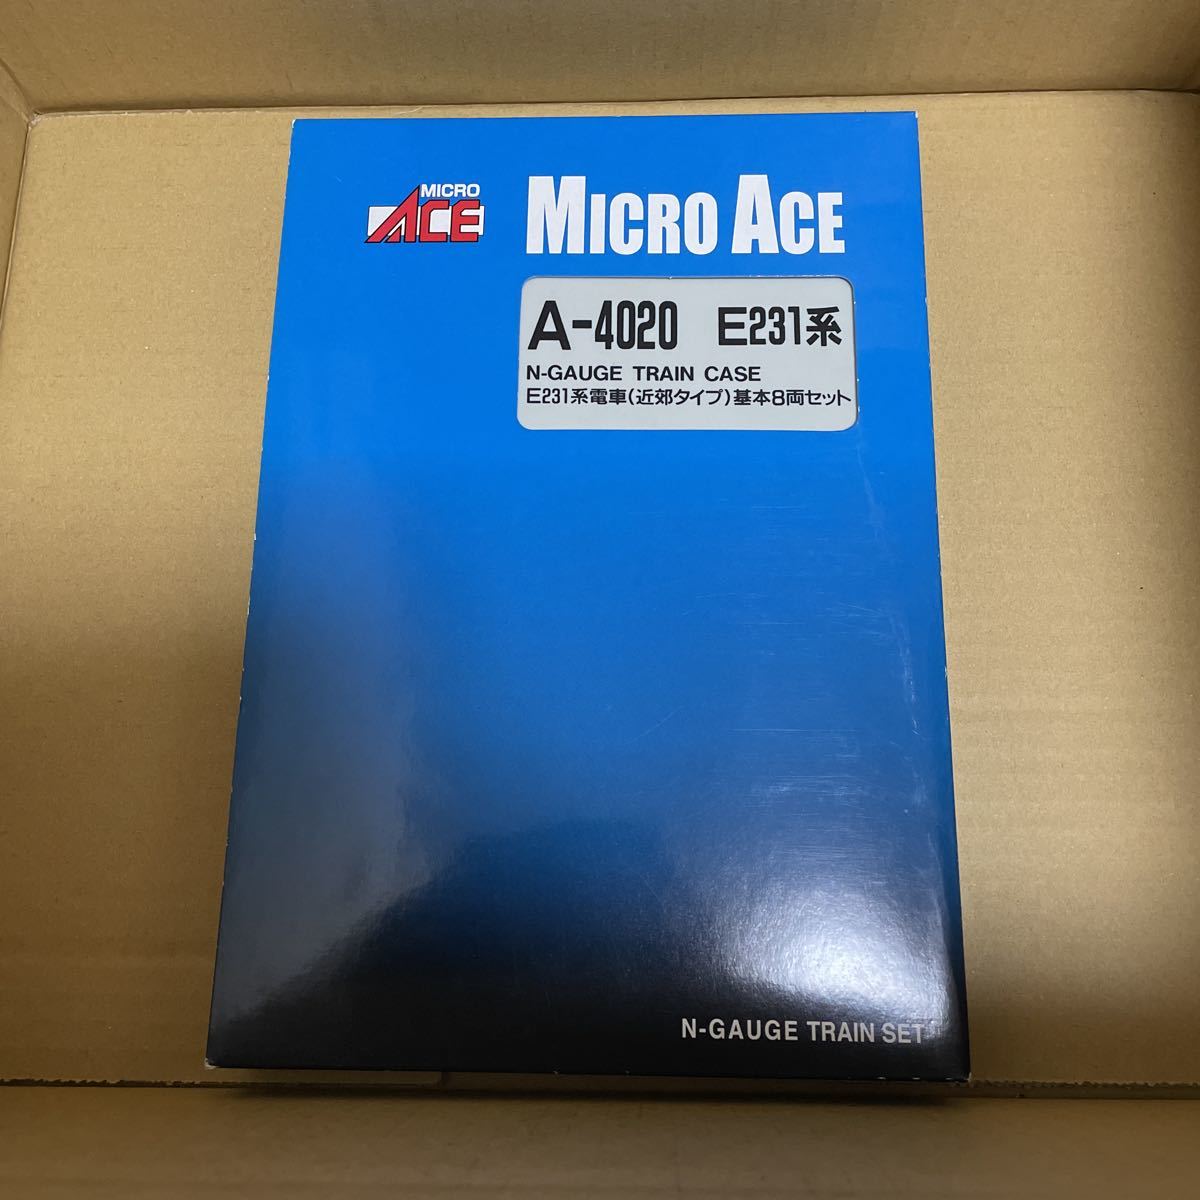 MICRO
ACE
MICRO ACE
A-4020 E231系
N-GAUGE TRAIN CASE
E231系電車(近郊タイプ)基本8両セット
N-GAUGE TRAIN SET